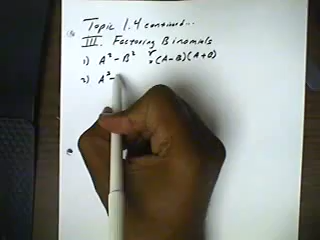 Topic 1.4 continued...
III. Factoring Binomials
1) A² - B² = (A-B)(A+B)
2) A³ -